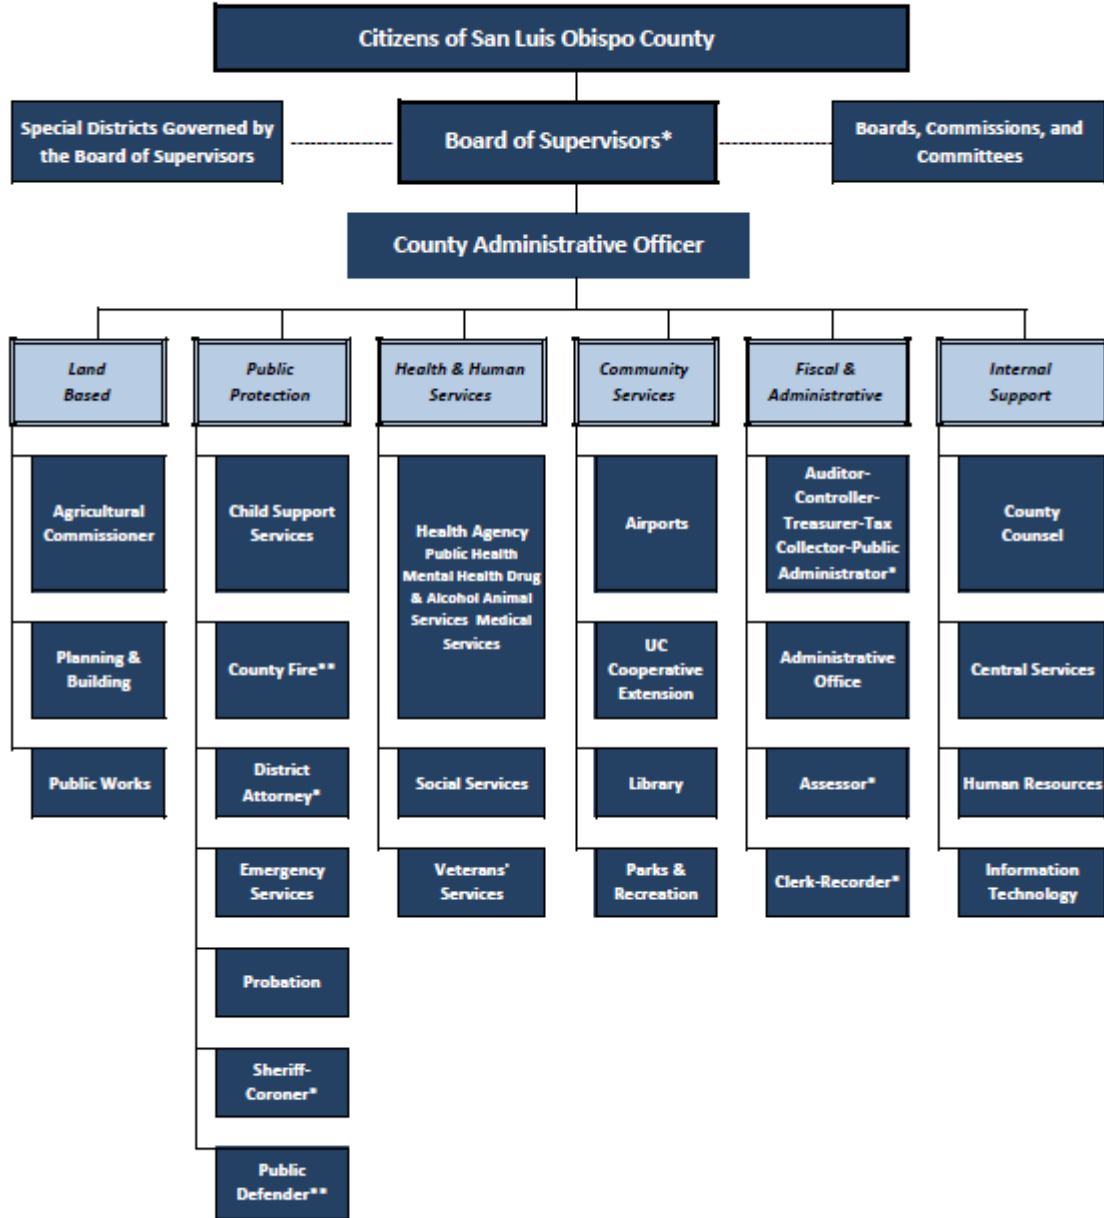 Citizens of San Luis Obispo County
Special Districts Governed by
the Board of Supervisors
Board of Supervisors*
Boards, Commissions, and
Committees
County Administrative Officer
Land
Based
Public
Protection
Health & Human
Services
Community
Services
Fiscal &
Administrative
Internal
Support
Agricultural
Commissioner
Child Support
Services
Health Agency
Public Health
Mental Health Drug
& Alcohol Animal
Services Medical
Services
Airports
Auditor-
Controller-
Treasurer-Tax
Collector-Public
Administrator*
County
Counsel
Planning &
Building
County Fire**
UC
Cooperative
Extension
Administrative
Office
Central Services
Public Works
District
Attorney*
Social Services
Library
Assessor*
Human Resources
Emergency
Services
Veterans'
Services
Parks &
Recreation
Clerk-Recorder*
Information
Technology
Probation
Sheriff-
Coroner*
Public
Defender**